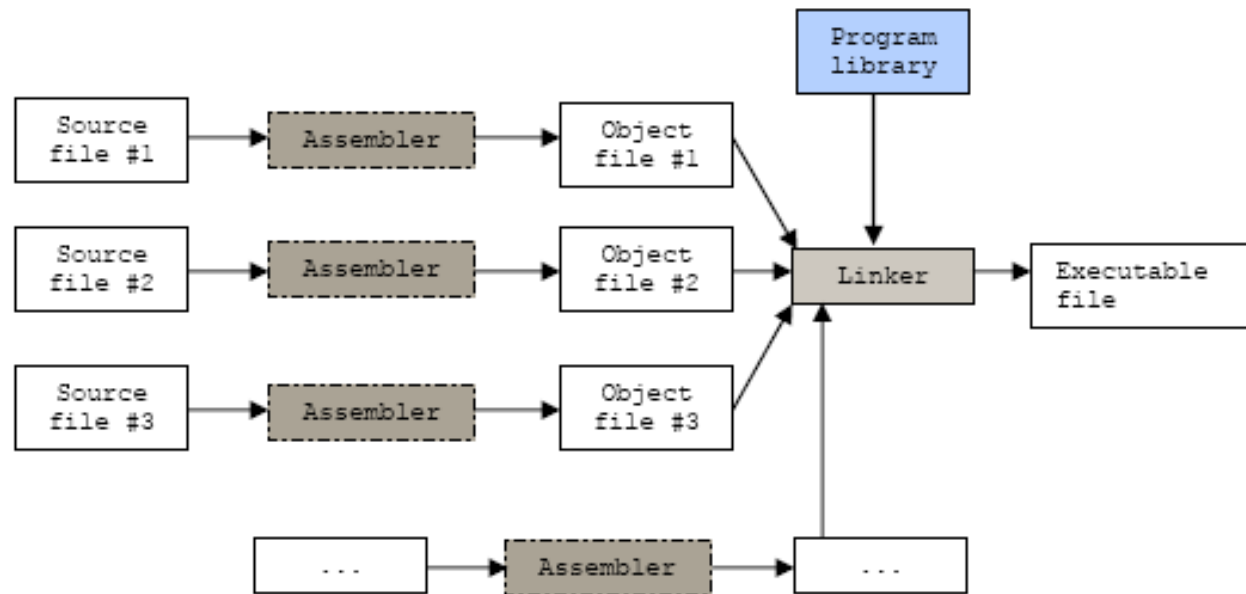 Program
library
Source
file #1
Assembler
Object
file #1
Source
file #2
Assembler
Object
file #2
Linker
Executable
file
Source
file #3
Assembler
Object
file #3
...
Assembler
...